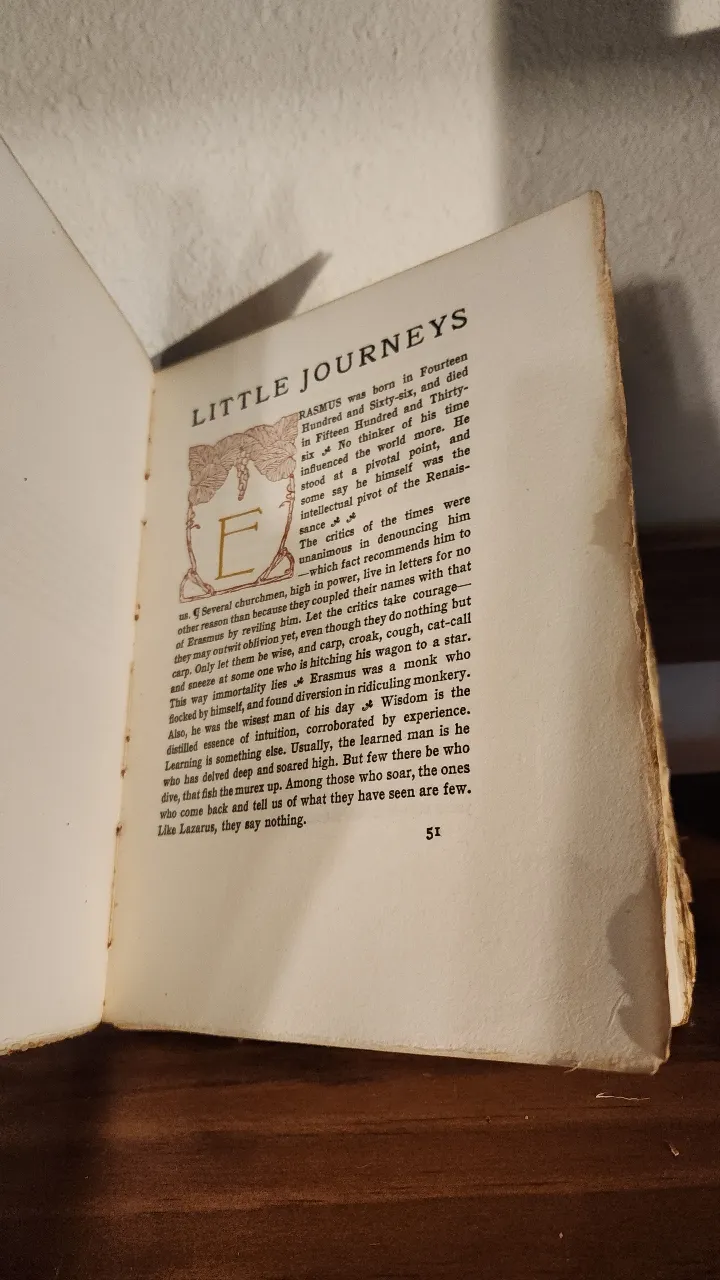 LITTLE JOURNEYS
ERASMUS was born in Fourteen
Hundred and Sixty-six, and died
in Fifteen Hundred and Thirty-
six No thinker of his time
influenced the world more. He
stood at a pivotal point, and
some say he himself was the
intellectual pivot of the Renais-
sance
The critics of the times were
unanimous in denouncing him
—which fact recommends him to
us. ¶ Several churchmen, high in power, live in letters for no
other reason than because they coupled their names with that
of Erasmus by reviling him. Let the critics take courage—
they may outwit oblivion yet, even though they do nothing but
carp. Only let them be wise, and carp, croak, cough, cat-call
and sneeze at some one who is hitching his wagon to a star.
This way immortality lies Erasmus was a monk who
flocked by himself, and found diversion in ridiculing monkery.
Also, he was the wisest man of his day Wisdom is the
distilled essence of intuition, corroborated by experience.
Learning is something else. Usually, the learned man is he
who has delved deep and soared high. But few there be who
dive, that fish the murex up. Among those who soar, the ones
who come back and tell us of what they have seen are few.
Like Lazarus, they say nothing.
51